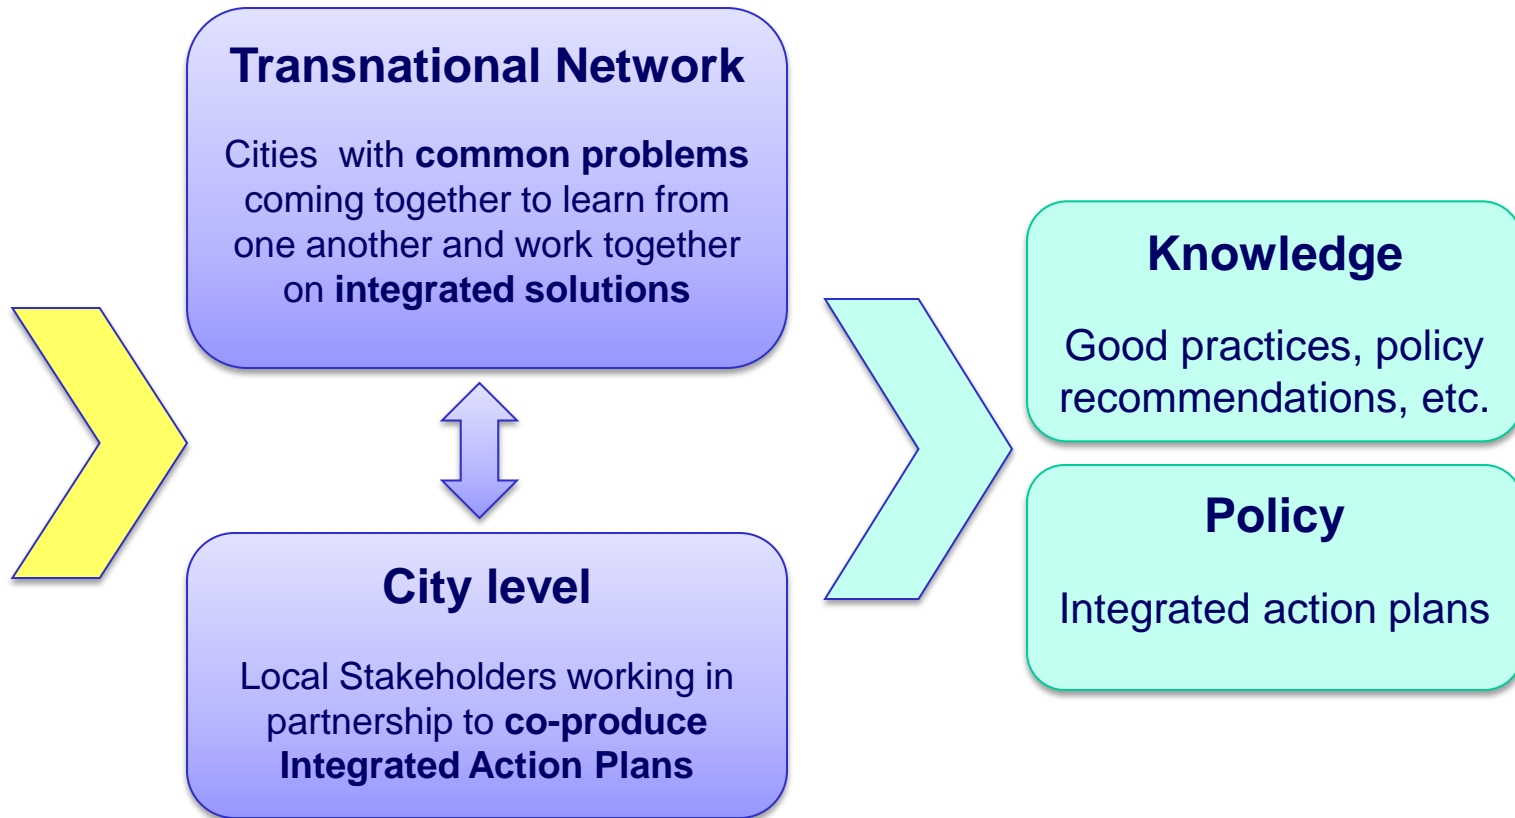 Transnational Network
Cities  with common problems
coming together to learn from
one another and work together
on integrated solutions
City level
Local Stakeholders working in
partnership to co-produce
Integrated Action Plans
Knowledge
Good practices, policy
recommendations, etc.
Policy
Integrated action plans